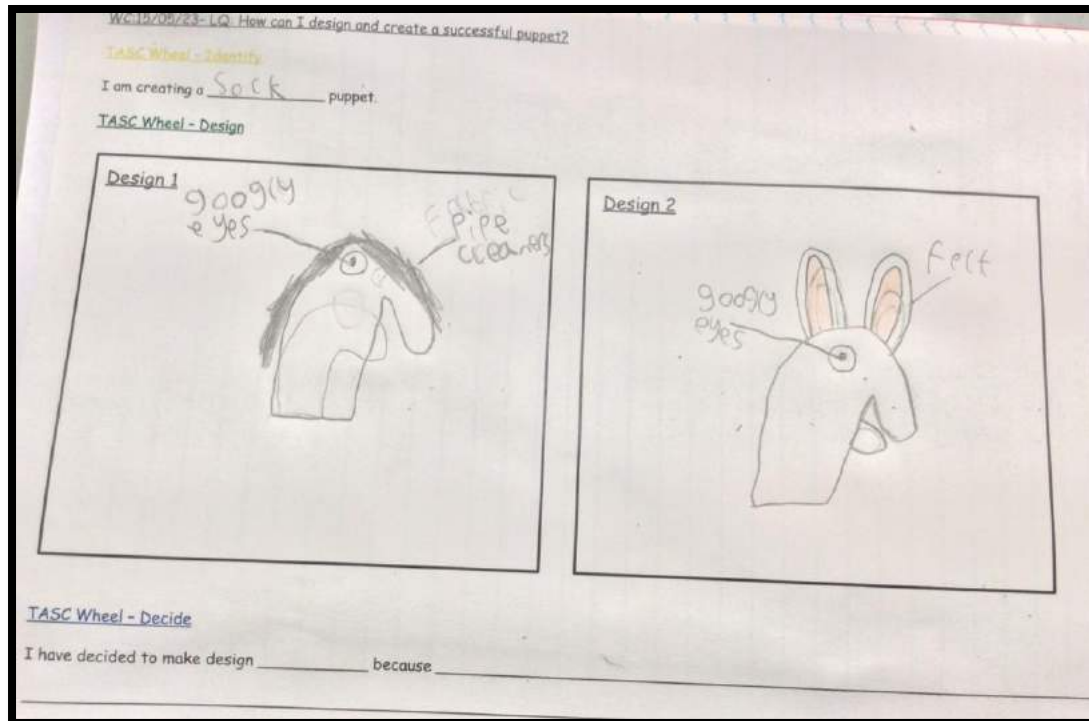 WC:15/05/23- LQ: How can I design and create a successful puppet?
TASC Wheel - Identify
I am creating a Sock puppet.
TASC Wheel - Design
Design 1
googly
eyes
pipe
cleaners
Design 2
googly
eyes
felt
TASC Wheel - Decide
I have decided to make design __________ because __________